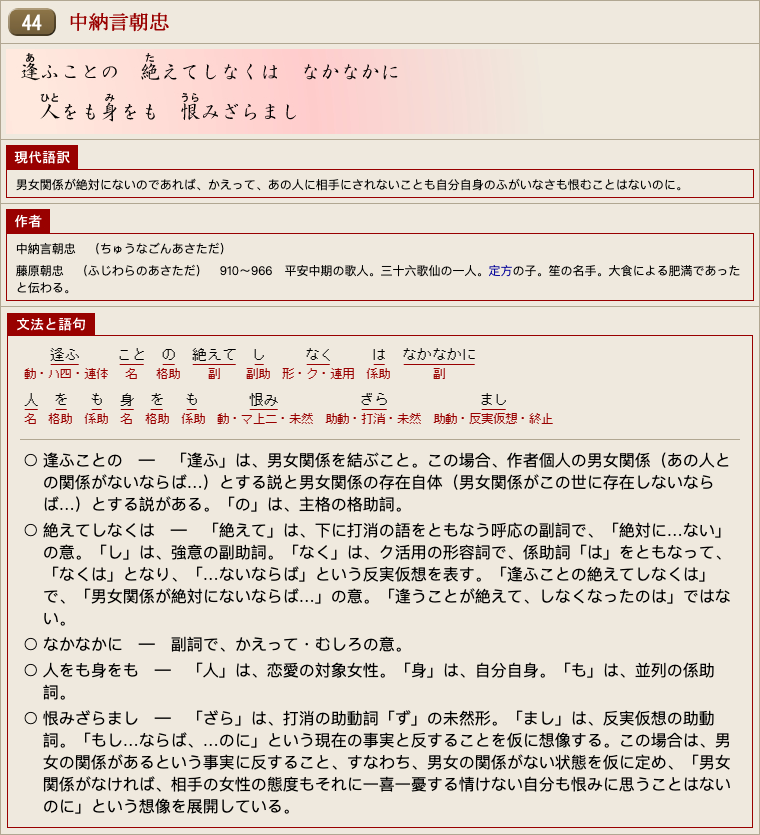 44 中納言朝忠
逢ふことの 絶えてしなくは なかなかに
人をも身をも 恨みざらまし
現代語訳
男女関係が絶対にないのであれば、かえって、あの人に相手にされないことも自分自身のふがいなさも恨むことはないのに。
作者
中納言朝忠 （ちゅうなごんあさただ）
藤原朝忠 （ふじわらのあさただ） 910～966 平安中期の歌人。三十六歌仙の一人。定方の子。笙の名手。大食による肥満であった
と伝わる。
文法と語句
逢ふ こと の 絶えて し なく は なかなかに
動・ハ四・連体 名 格助 副 副助 形・ク・連用 係助 副
人 を も 身 を も 恨み ざら まし
名 格助 係助 名 格助 係助 動・マ上二・未然 助動・打消・未然 助動・反実仮想・終止
○ 逢ふことの ― 「逢ふ」は、男女関係を結ぶこと。この場合、作者個人の男女関係（あの人と
の関係がないならば…）とする説と男女関係の存在自体（男女関係がこの世に存在しないなら
ば…）とする説がある。「の」は、主格の格助詞。
○ 絶えてしなくは ― 「絶えて」は、下に打消の語をともなう呼応の副詞で、「絶対に…ない」
の意。「し」は、強意の副助詞。「なく」は、ク活用の形容詞で、係助詞「は」をともなって、
「なくは」となり、「…ないならば」という反実仮想を表す。「逢ふことの絶えてしなくは」
で、「男女関係が絶対にないならば…」の意。「逢うことが絶えて、しなくなったのは」ではな
い。
○ なかなかに ― 副詞で、かえって・むしろの意。
○ 人をも身をも ― 「人」は、恋愛の対象女性。「身」は、自分自身。「も」は、並列の係助
詞。
○ 恨みざらまし ― 「ざら」は、打消の助動詞「ず」の未然形。「まし」は、反実仮想の助動
詞。「もし…ならば、…のに」という現在の事実と反することを仮に想像する。この場合は、男
女の関係があるという事実に反すること、すなわち、男女の関係がない状態を仮に定め、「男女
関係がなければ、相手の女性の態度もそれに一喜一憂する情けない自分も恨みに思うことはない
のに」という想像を展開している。